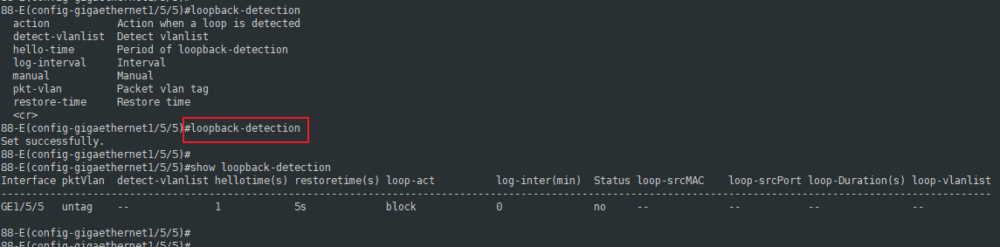 88-E(config-gigaethernet1/5/5)#
88-E(config-gigaethernet1/5/5)#loopback-detection
action Action when a loop is detected
detect-vlanlist Detect vlanlist
hello-time Period of loopback-detection
log-interval Interval
manual Manual
pkt-vlan Packet vlan tag
restore-time Restore time
<cr>
88-E(config-gigaethernet1/5/5)#loopback-detection
Set successfully.
88-E(config-gigaethernet1/5/5)#
88-E(config-gigaethernet1/5/5)#show loopback-detection
Interface pktVlan detect-vlanlist hellotime(s) restoretime(s) loop-act log-inter(min) Status loop-srcMAC loop-srcPort loop-Duration(s) loop-vlanlist
GE1/5/5 untag -- 1 5s block 0 no -- -- -- --
88-E(config-gigaethernet1/5/5)#
88-E(config-gigaethernet1/5/5)#